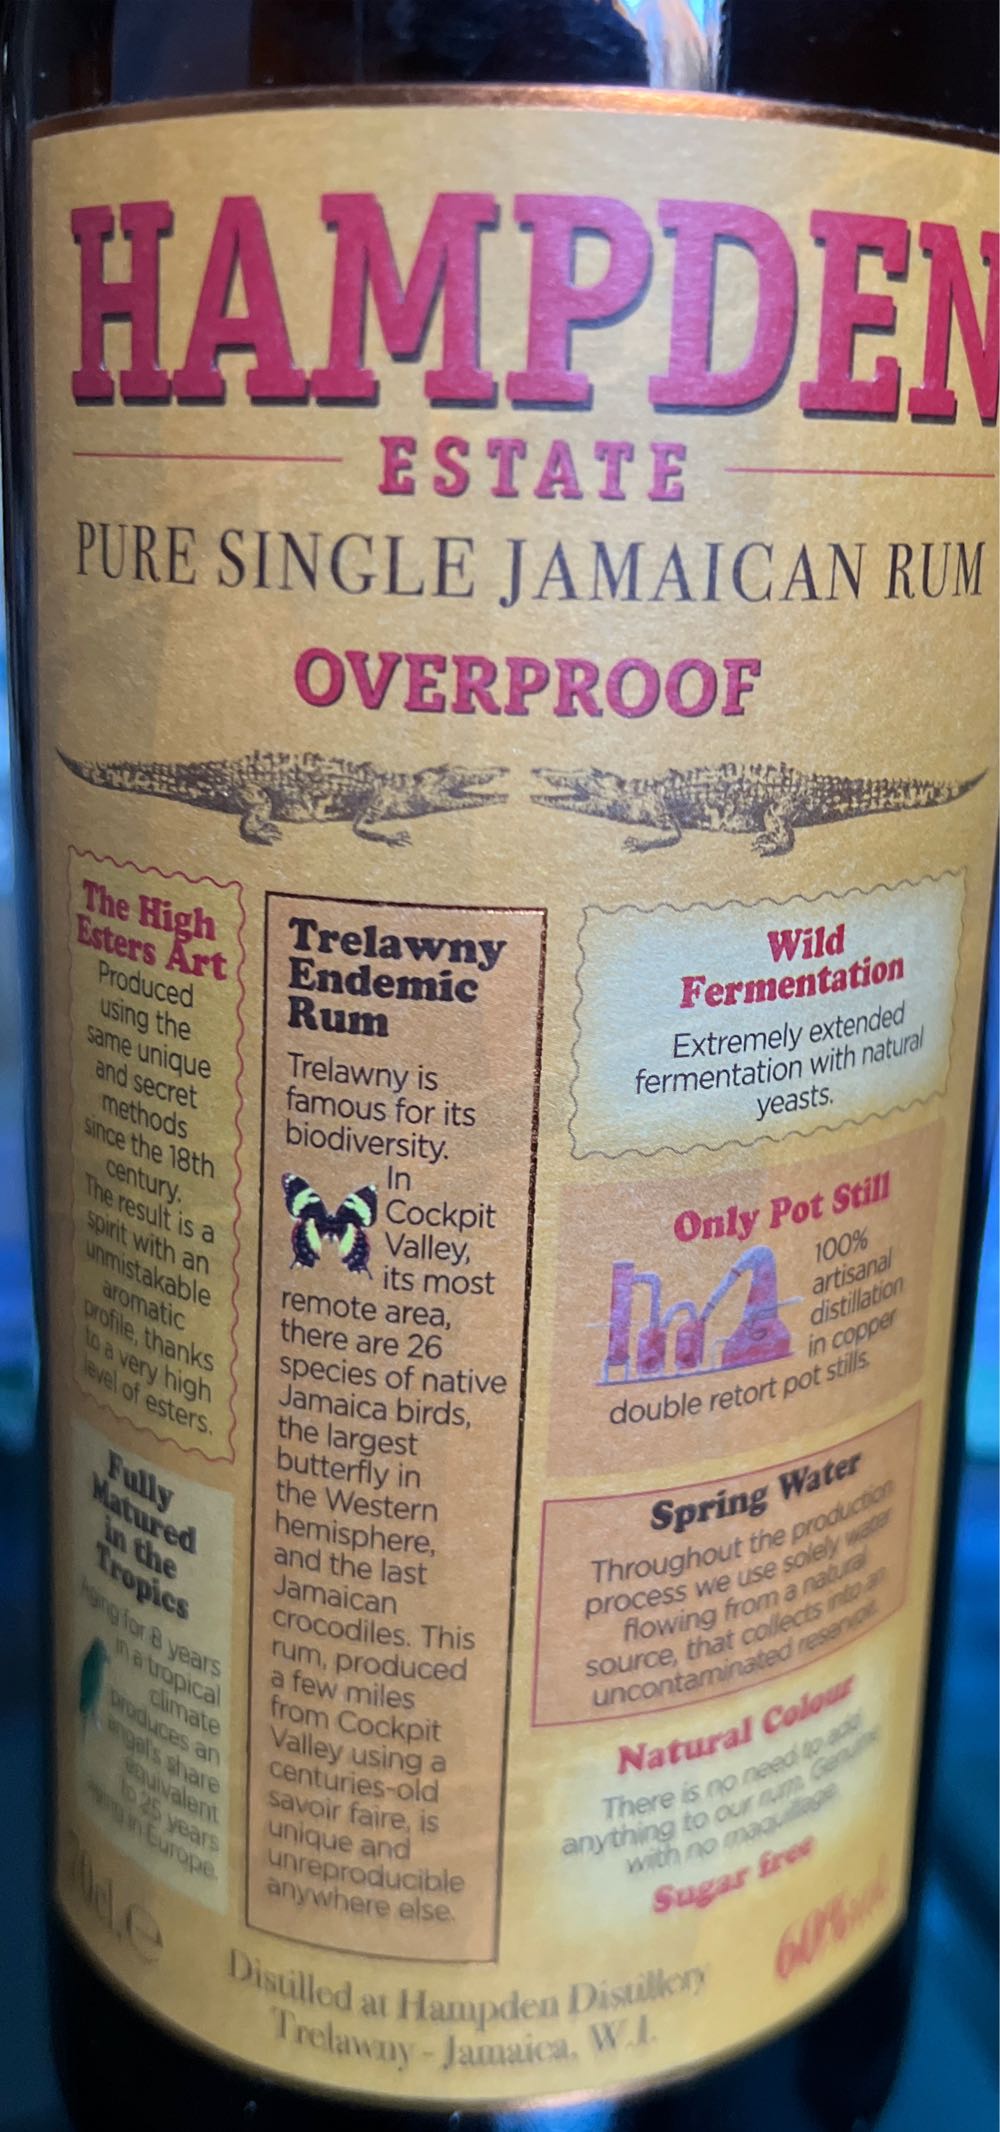 HAMPDEN
ESTATE
PURE SINGLE JAMAICAN RUM
OVERPROOF
The High
Esters Art
Produced
using the
same unique
and secret
methods
since the 18th
century.
The result is a
spirit with an
unmistakable
aromatic
profile, thanks
to a very high
level of esters.
Fully
Matured
in the
Tropics
Aging for 8 years
in a tropical
climate
produces an
angel's share
equivalent
to 25 years
aging in Europe.
70cl. e
Trelawny
Endemic
Rum
Trelawny is
famous for its
biodiversity.
In
Cockpit
Valley,
its most
remote area,
there are 26
species of native
Jamaica birds,
the largest
butterfly in
the Western
hemisphere,
and the last
Jamaican
crocodiles. This
rum, produced
a few miles
from Cockpit
Valley using a
centuries-old
savoir faire, is
unique and
unreproducible
anywhere else.
Wild
Fermentation
Extremely extended
fermentation with natural
yeasts.
Only Pot Still
100%
artisanal
distillation
in copper
double retort pot stills.
Spring Water
Throughout the production
process we use solely water
flowing from a natural
source, that collects into an
uncontaminated reservoir.
Natural Colour
There is no need to add
anything to our rum. Genuine
with no maquillage.
Sugar free
60%vol.
Distilled at Hampden Distillery
Trelawny - Jamaica, W.I.